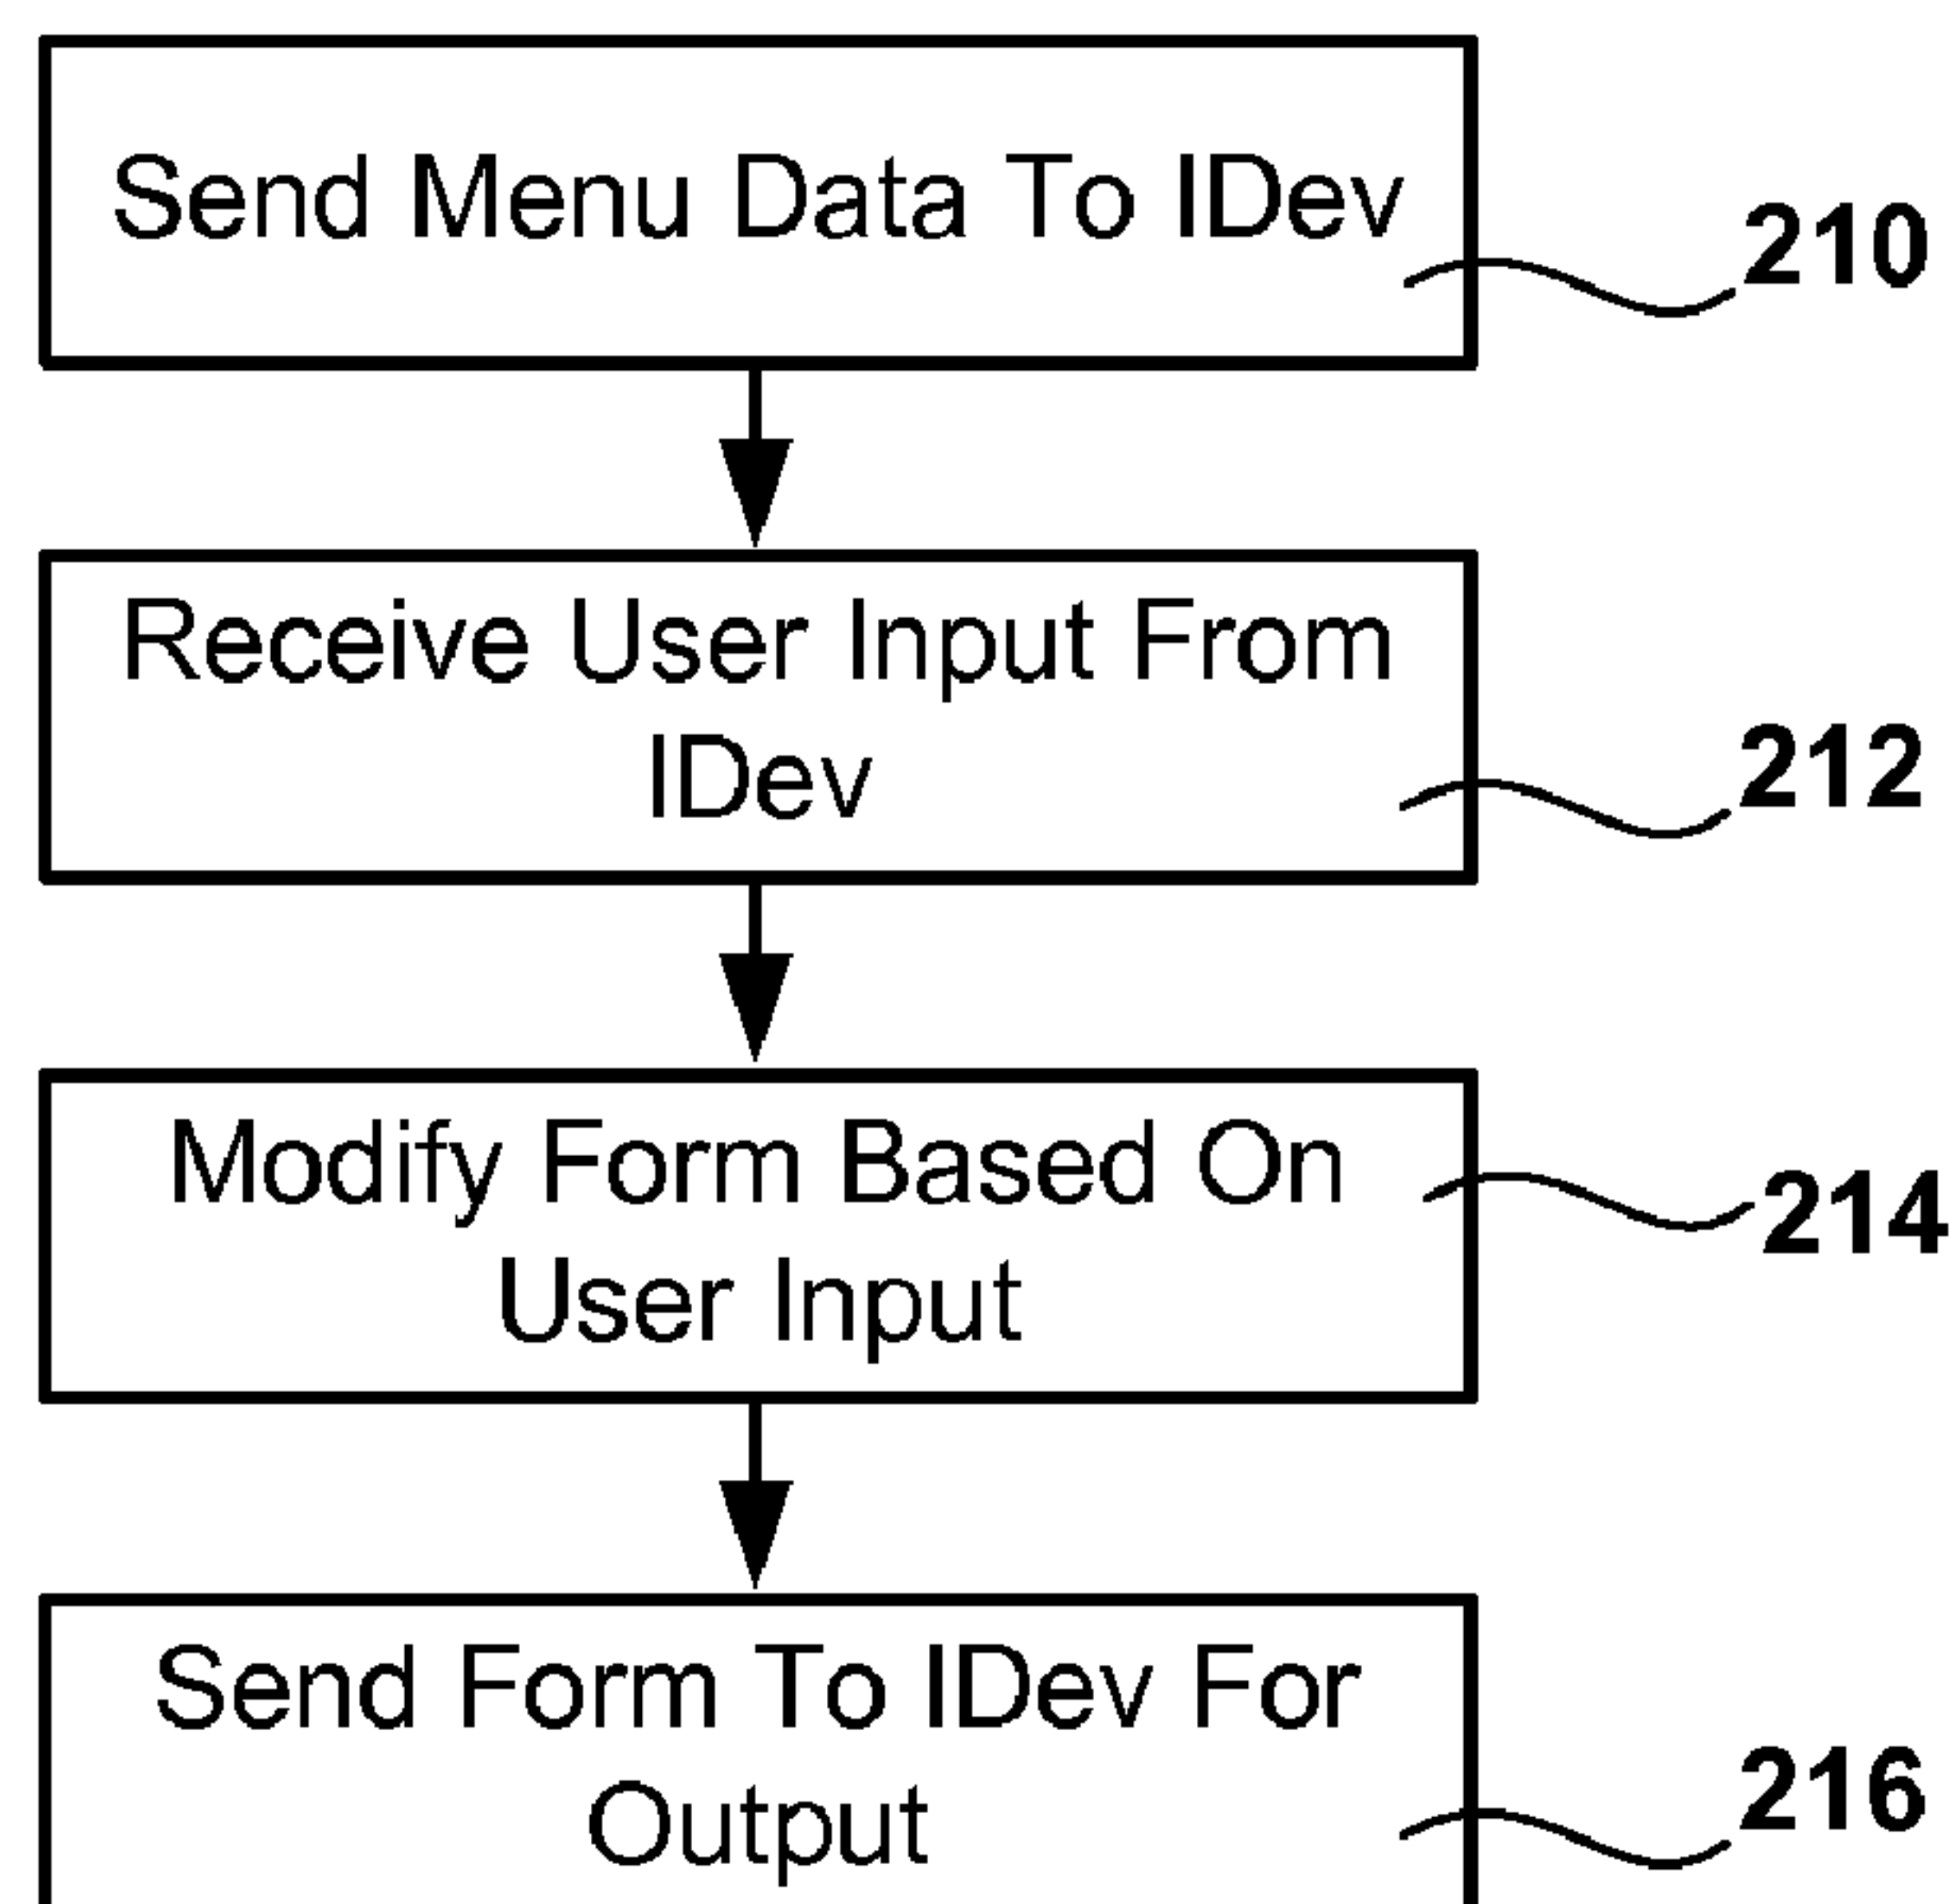 Send Menu Data To IDev
210
Receive User Input From
IDev
212
Modify Form Based On
214
User Input
Send Form To IDev For
Output
216